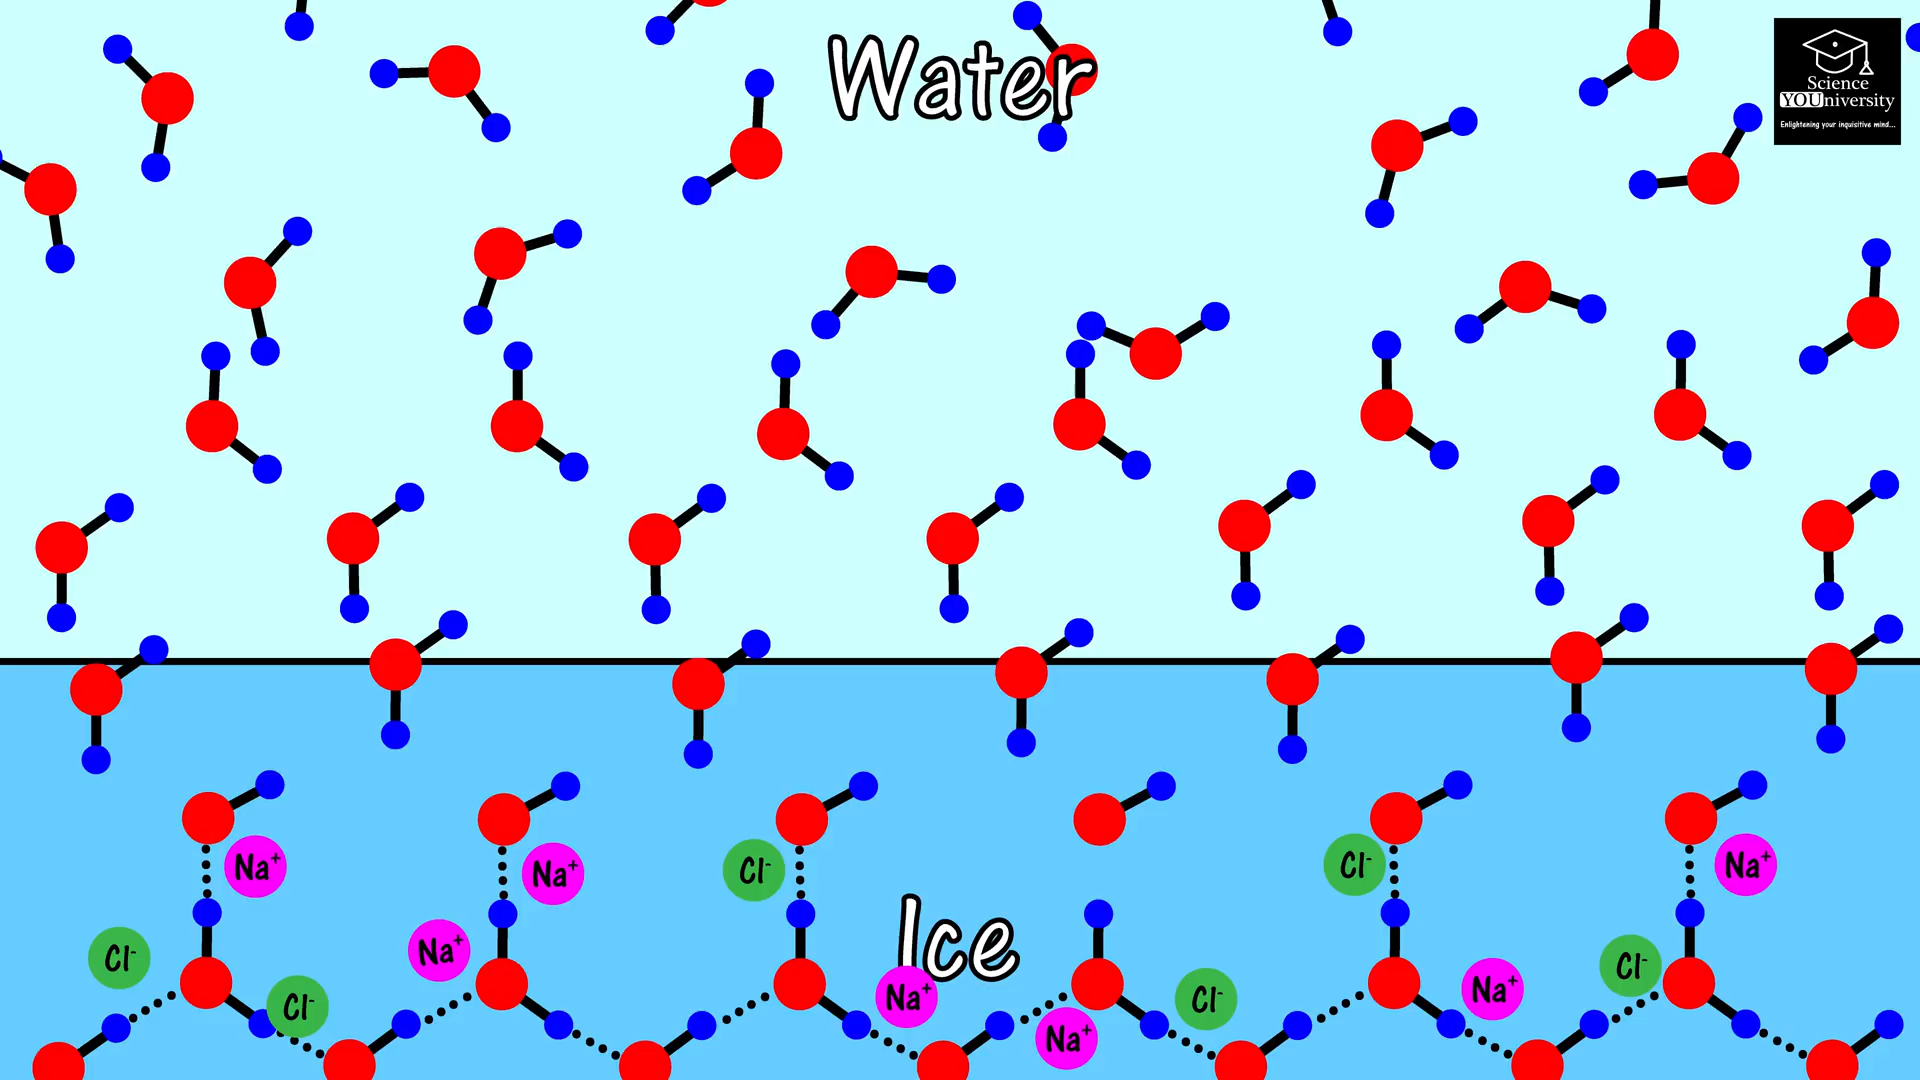 Water
Science
YOUniversity
Enlightening your inquisitive mind...
Cl-
Na+
Na+
Cl-
Cl-
Na+
Cl-
Na+
Ice
Cl-
Na+
Na+
Cl-
Na+
Cl-